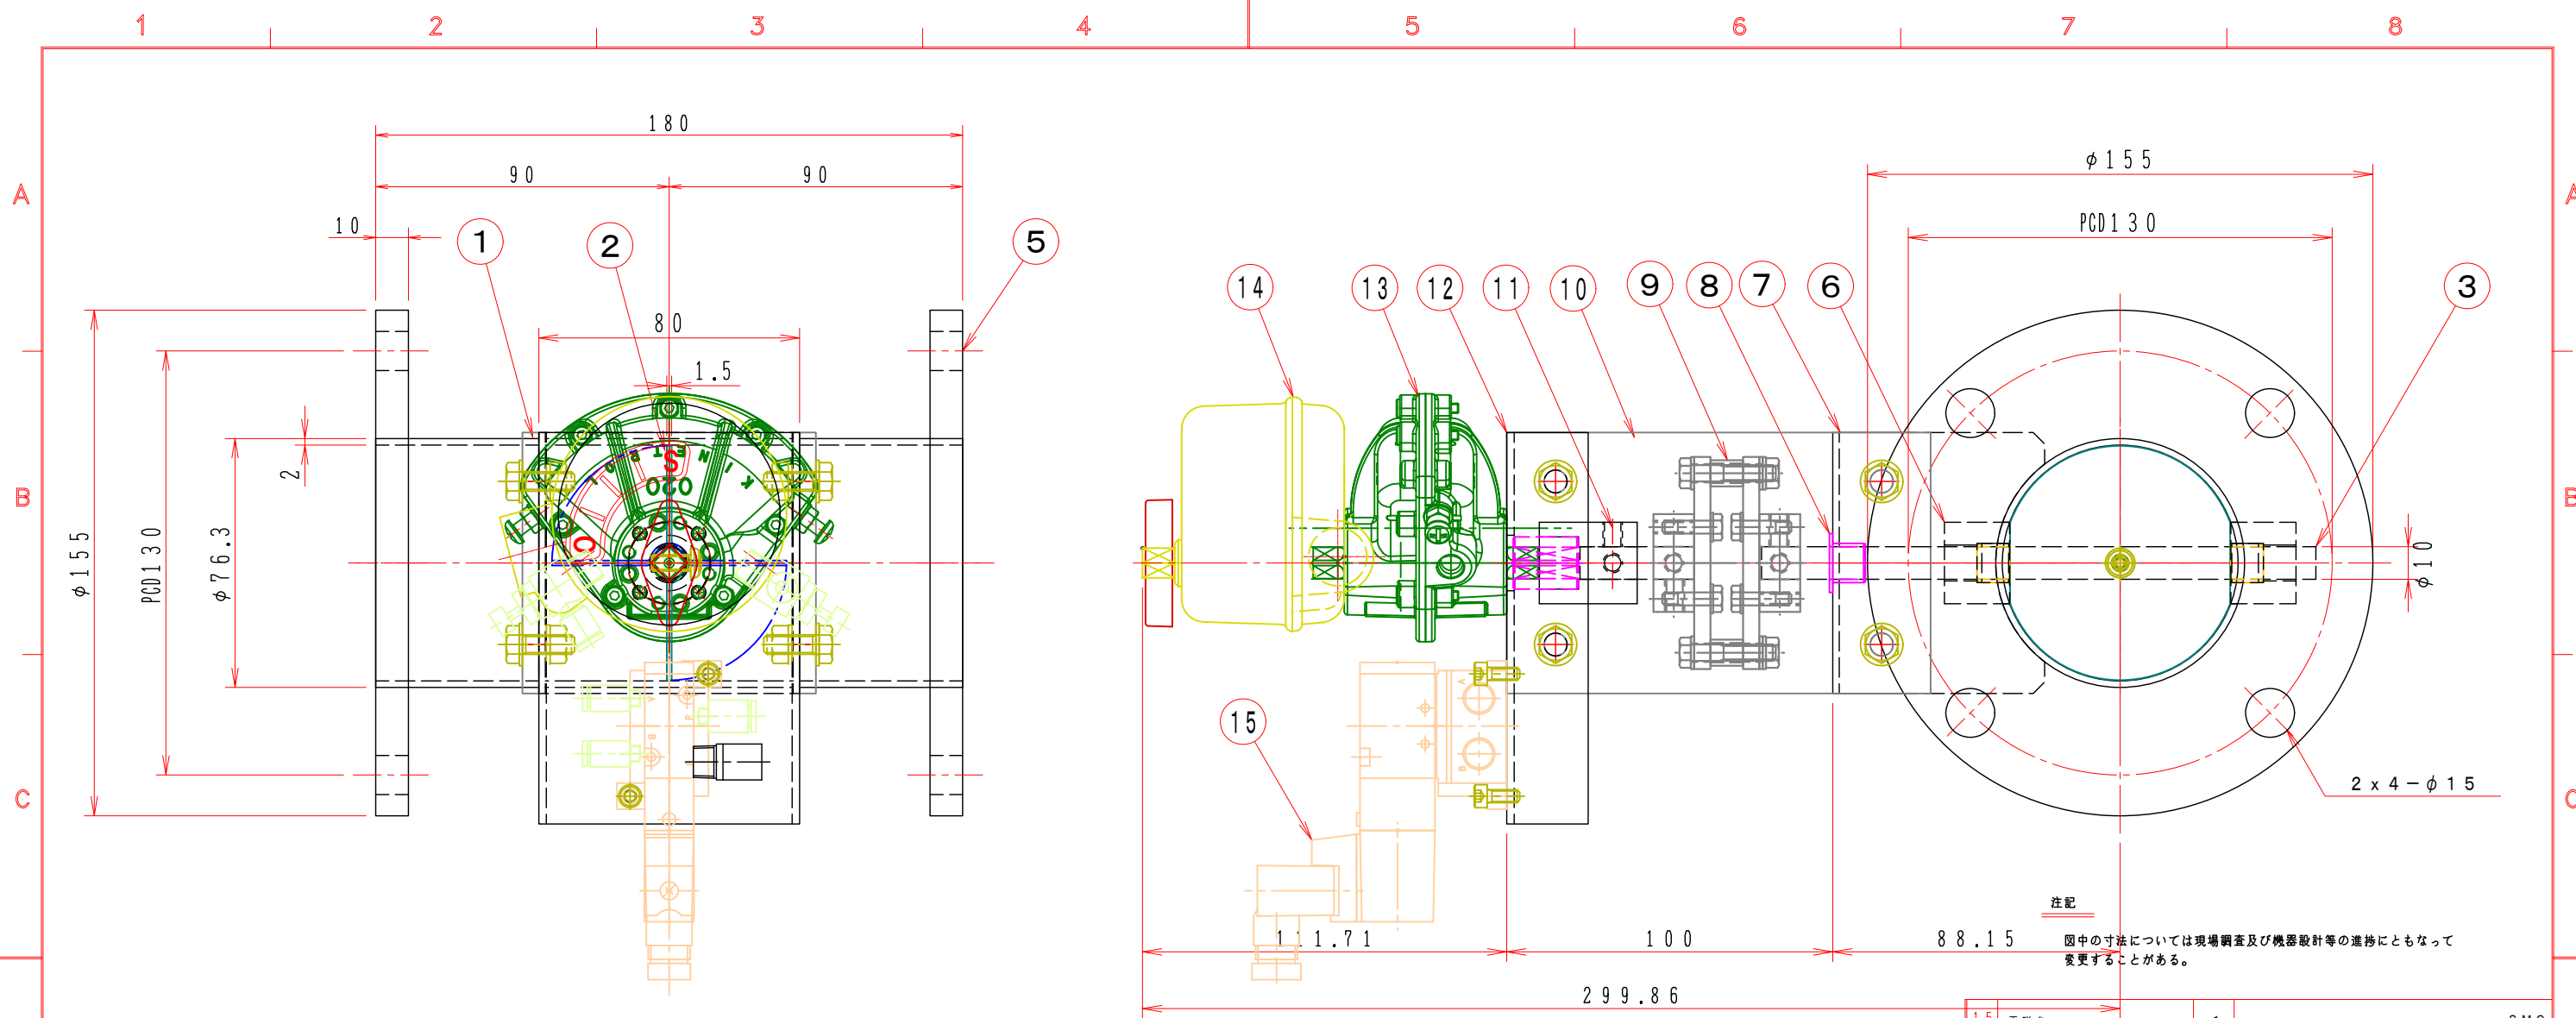 1 2 3 4 5 6 7 8
A A
B B
C C
180
90 90
10
80
1.5
2
φ155
PCD130
φ76.3
1 2 5
14 13 12 11 10 9 8 7 6 3
15
φ155
PCD130
φ10
2x4-φ15
S
O
020
KINETROL
A
B
V
P
B
100
88.15
299.86
注記
図中の寸法については現場調査及び機器設計等の進捗にともなって
変更することがある。
15